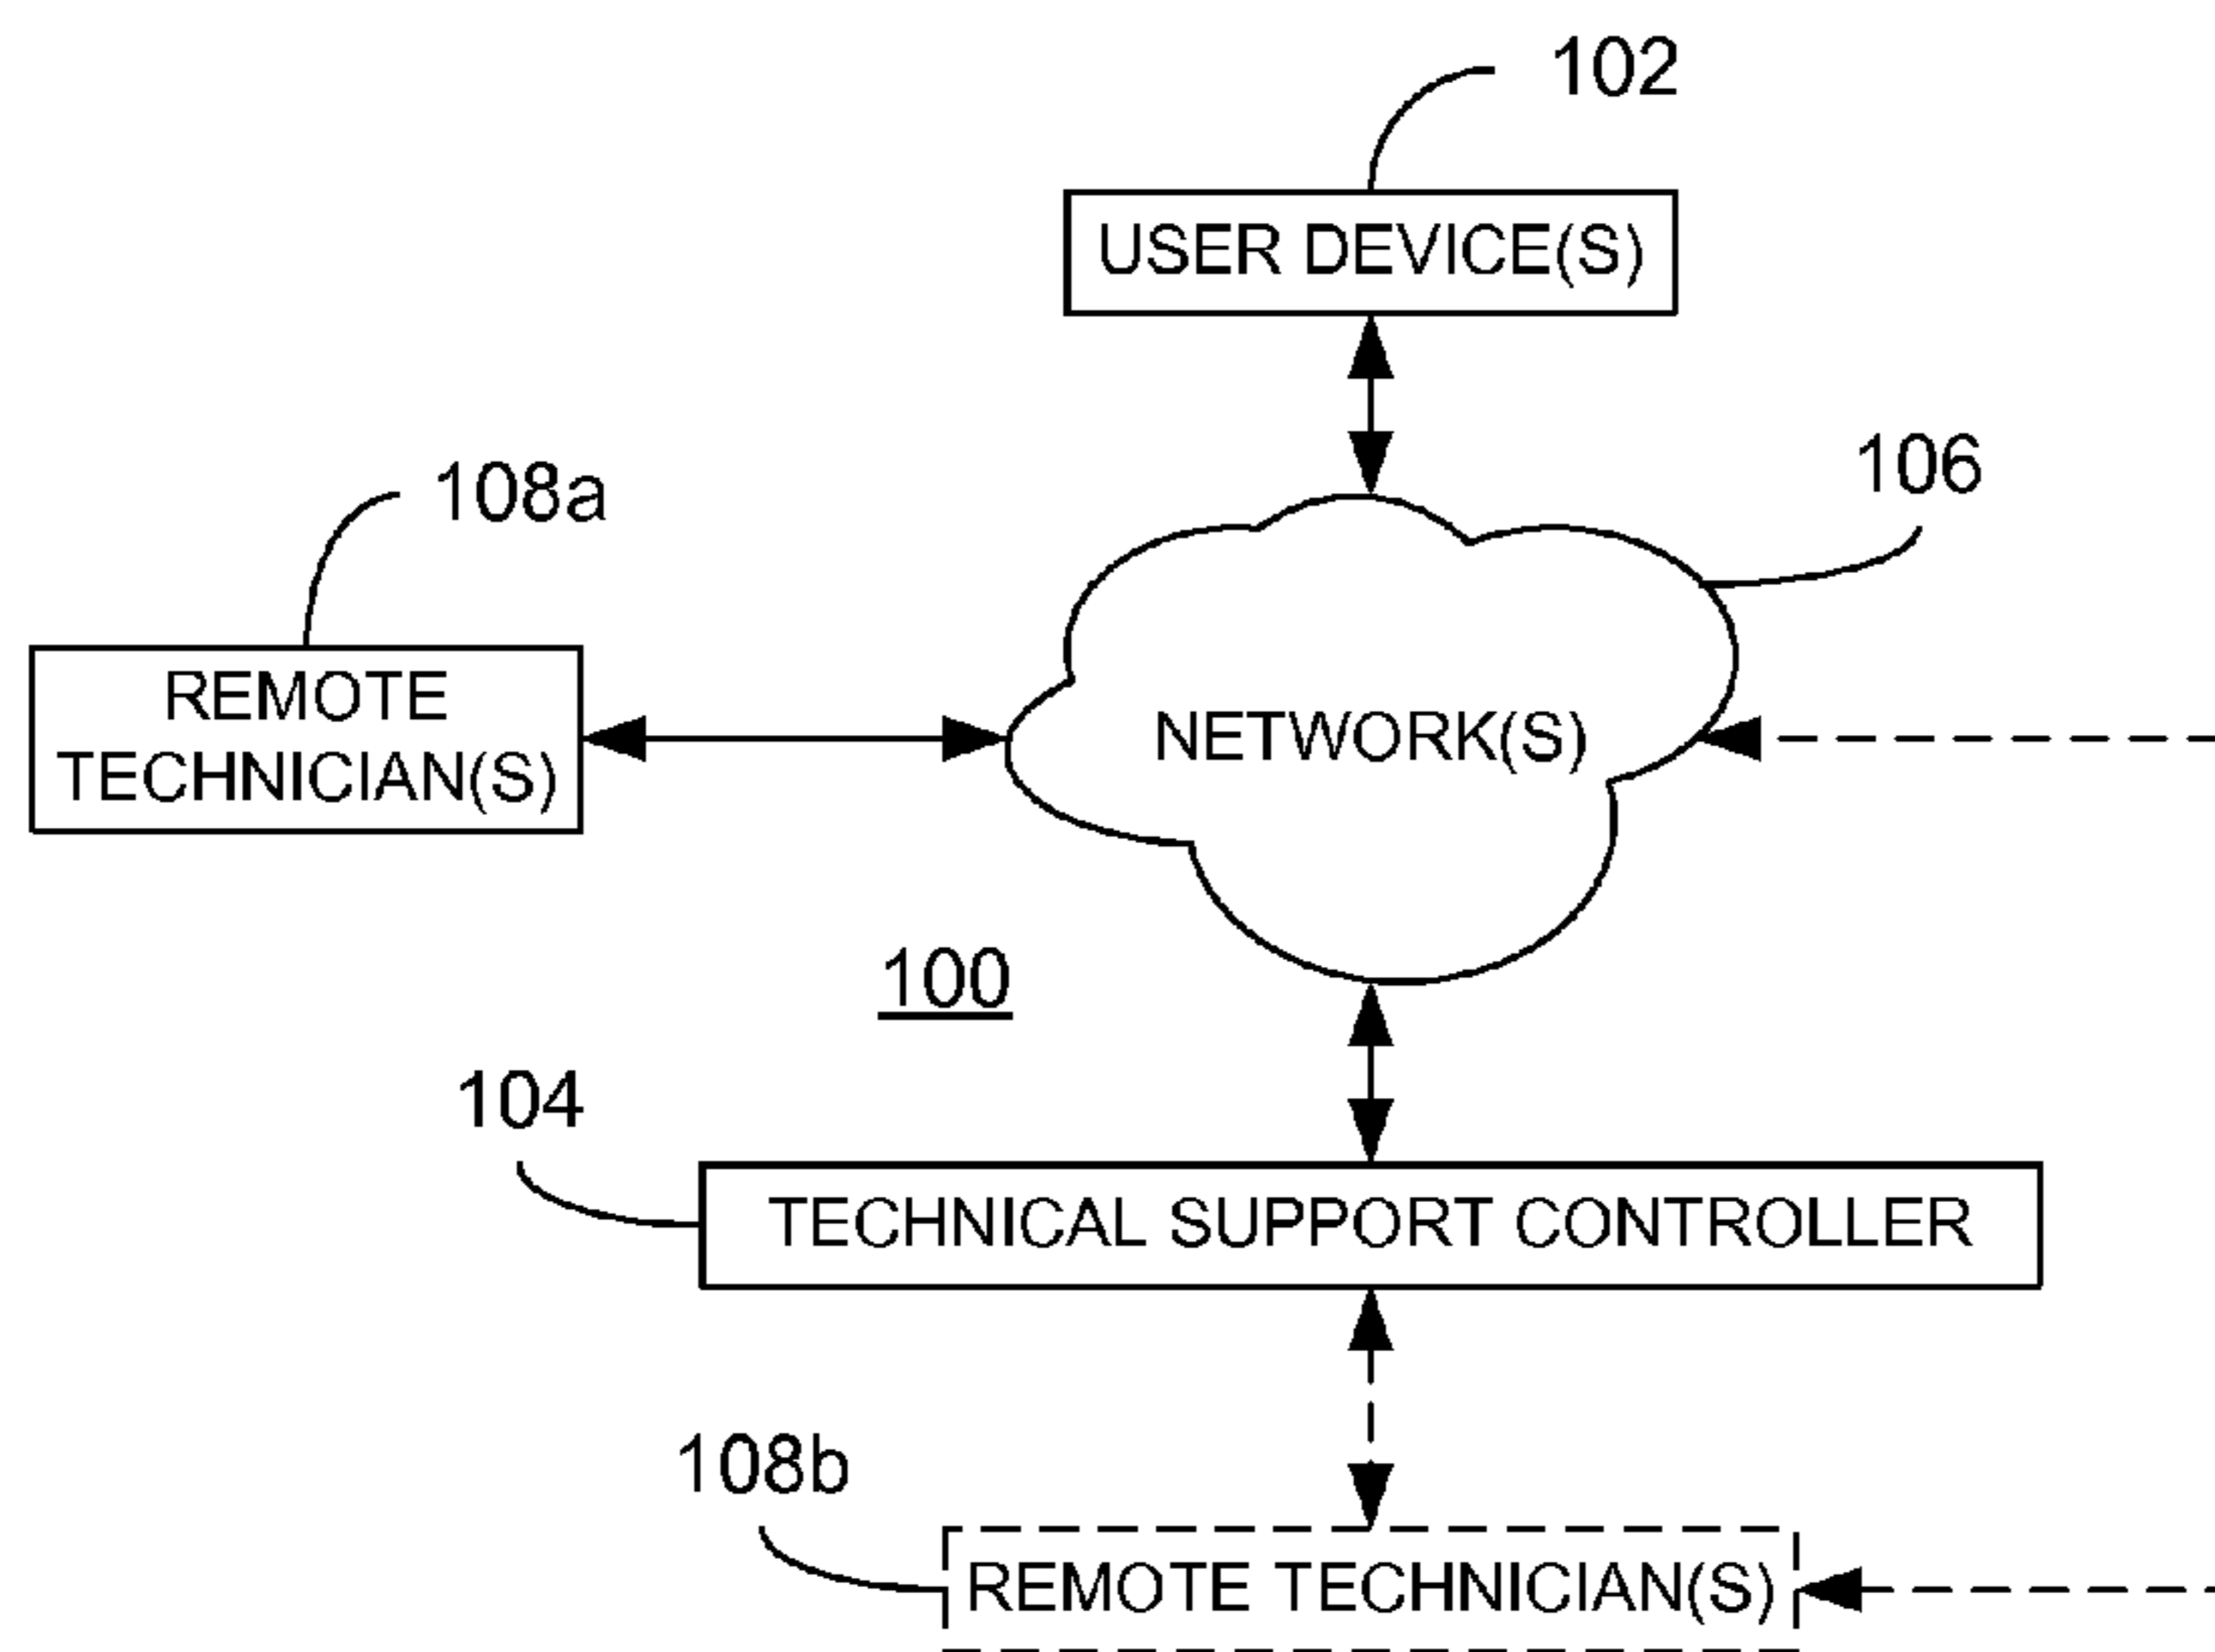 102
USER DEVICE(S)
106
108a
REMOTE
TECHNICIAN(S)
NETWORK(S)
100
104
TECHNICAL SUPPORT CONTROLLER
108b
REMOTE TECHNICIAN(S)